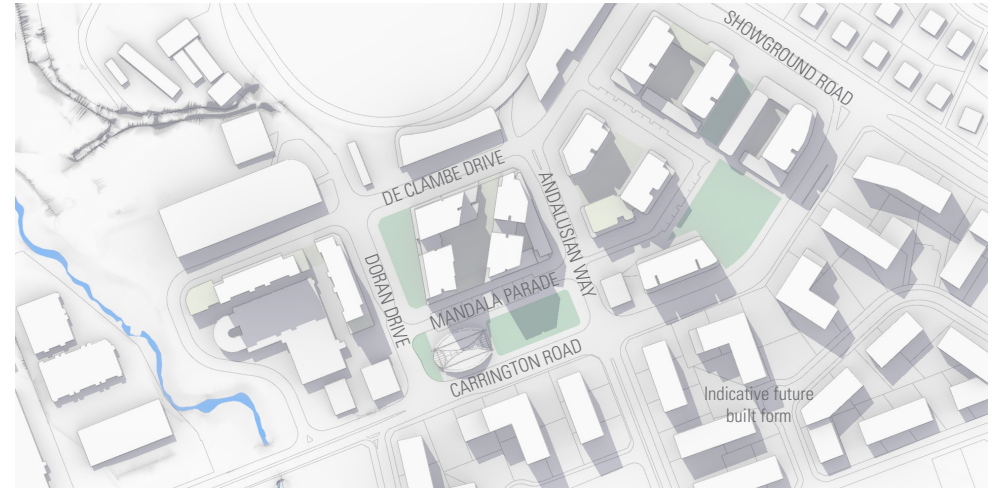 SHOWGROUND ROAD
DE CLAMBE DRIVE
ANDALUSIAN WAY
DORAN DRIVE
MANDALA PARADE
CARRINGTON ROAD
Indicative future
built form